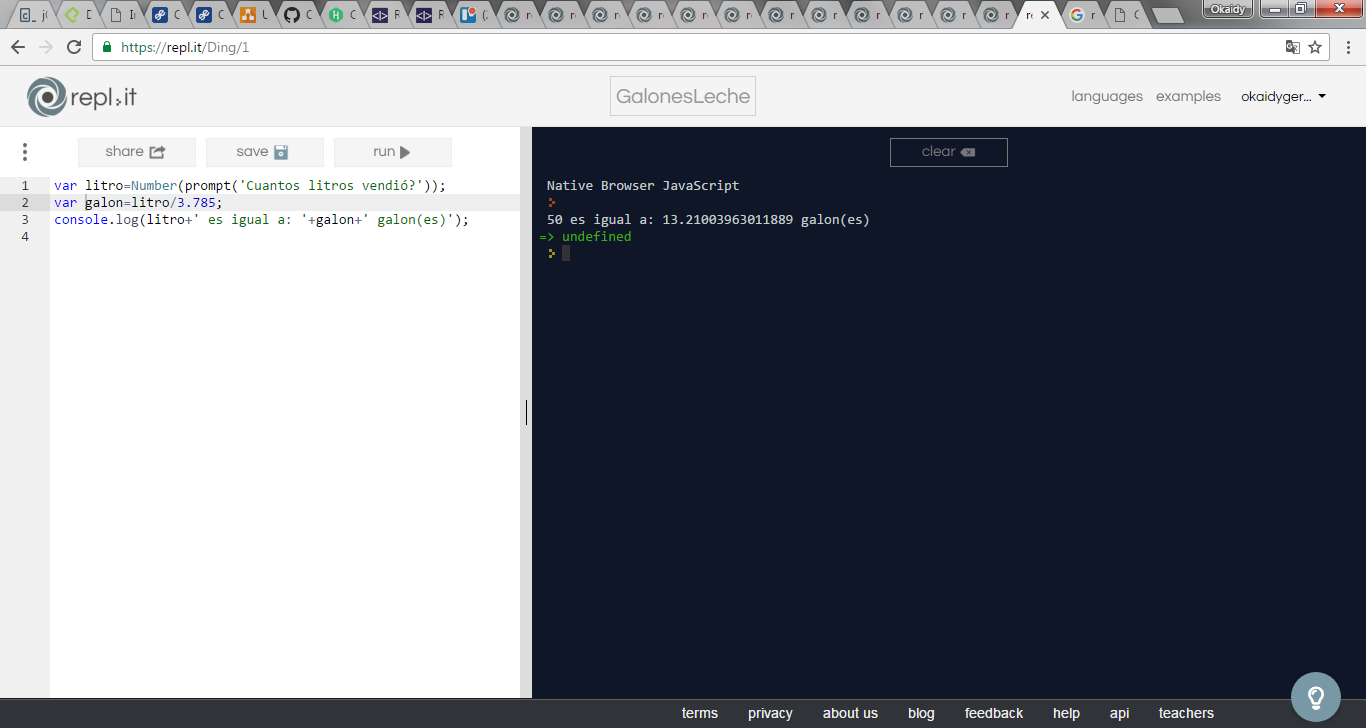 Okaidy
https://repl.it/Ding/1
repl.it
GalonesLeche
languages examples okaidyger...
share save run
clear
1 var litro=Number(prompt('Cuantos litros vendió?'));
2 var galon=litro/3.785;
3 console.log(litro+' es igual a: '+galon+' galon(es)');
4
Native Browser JavaScript
50 es igual a: 13.21003963011889 galon(es)
=> undefined
terms privacy about us blog feedback help api teachers